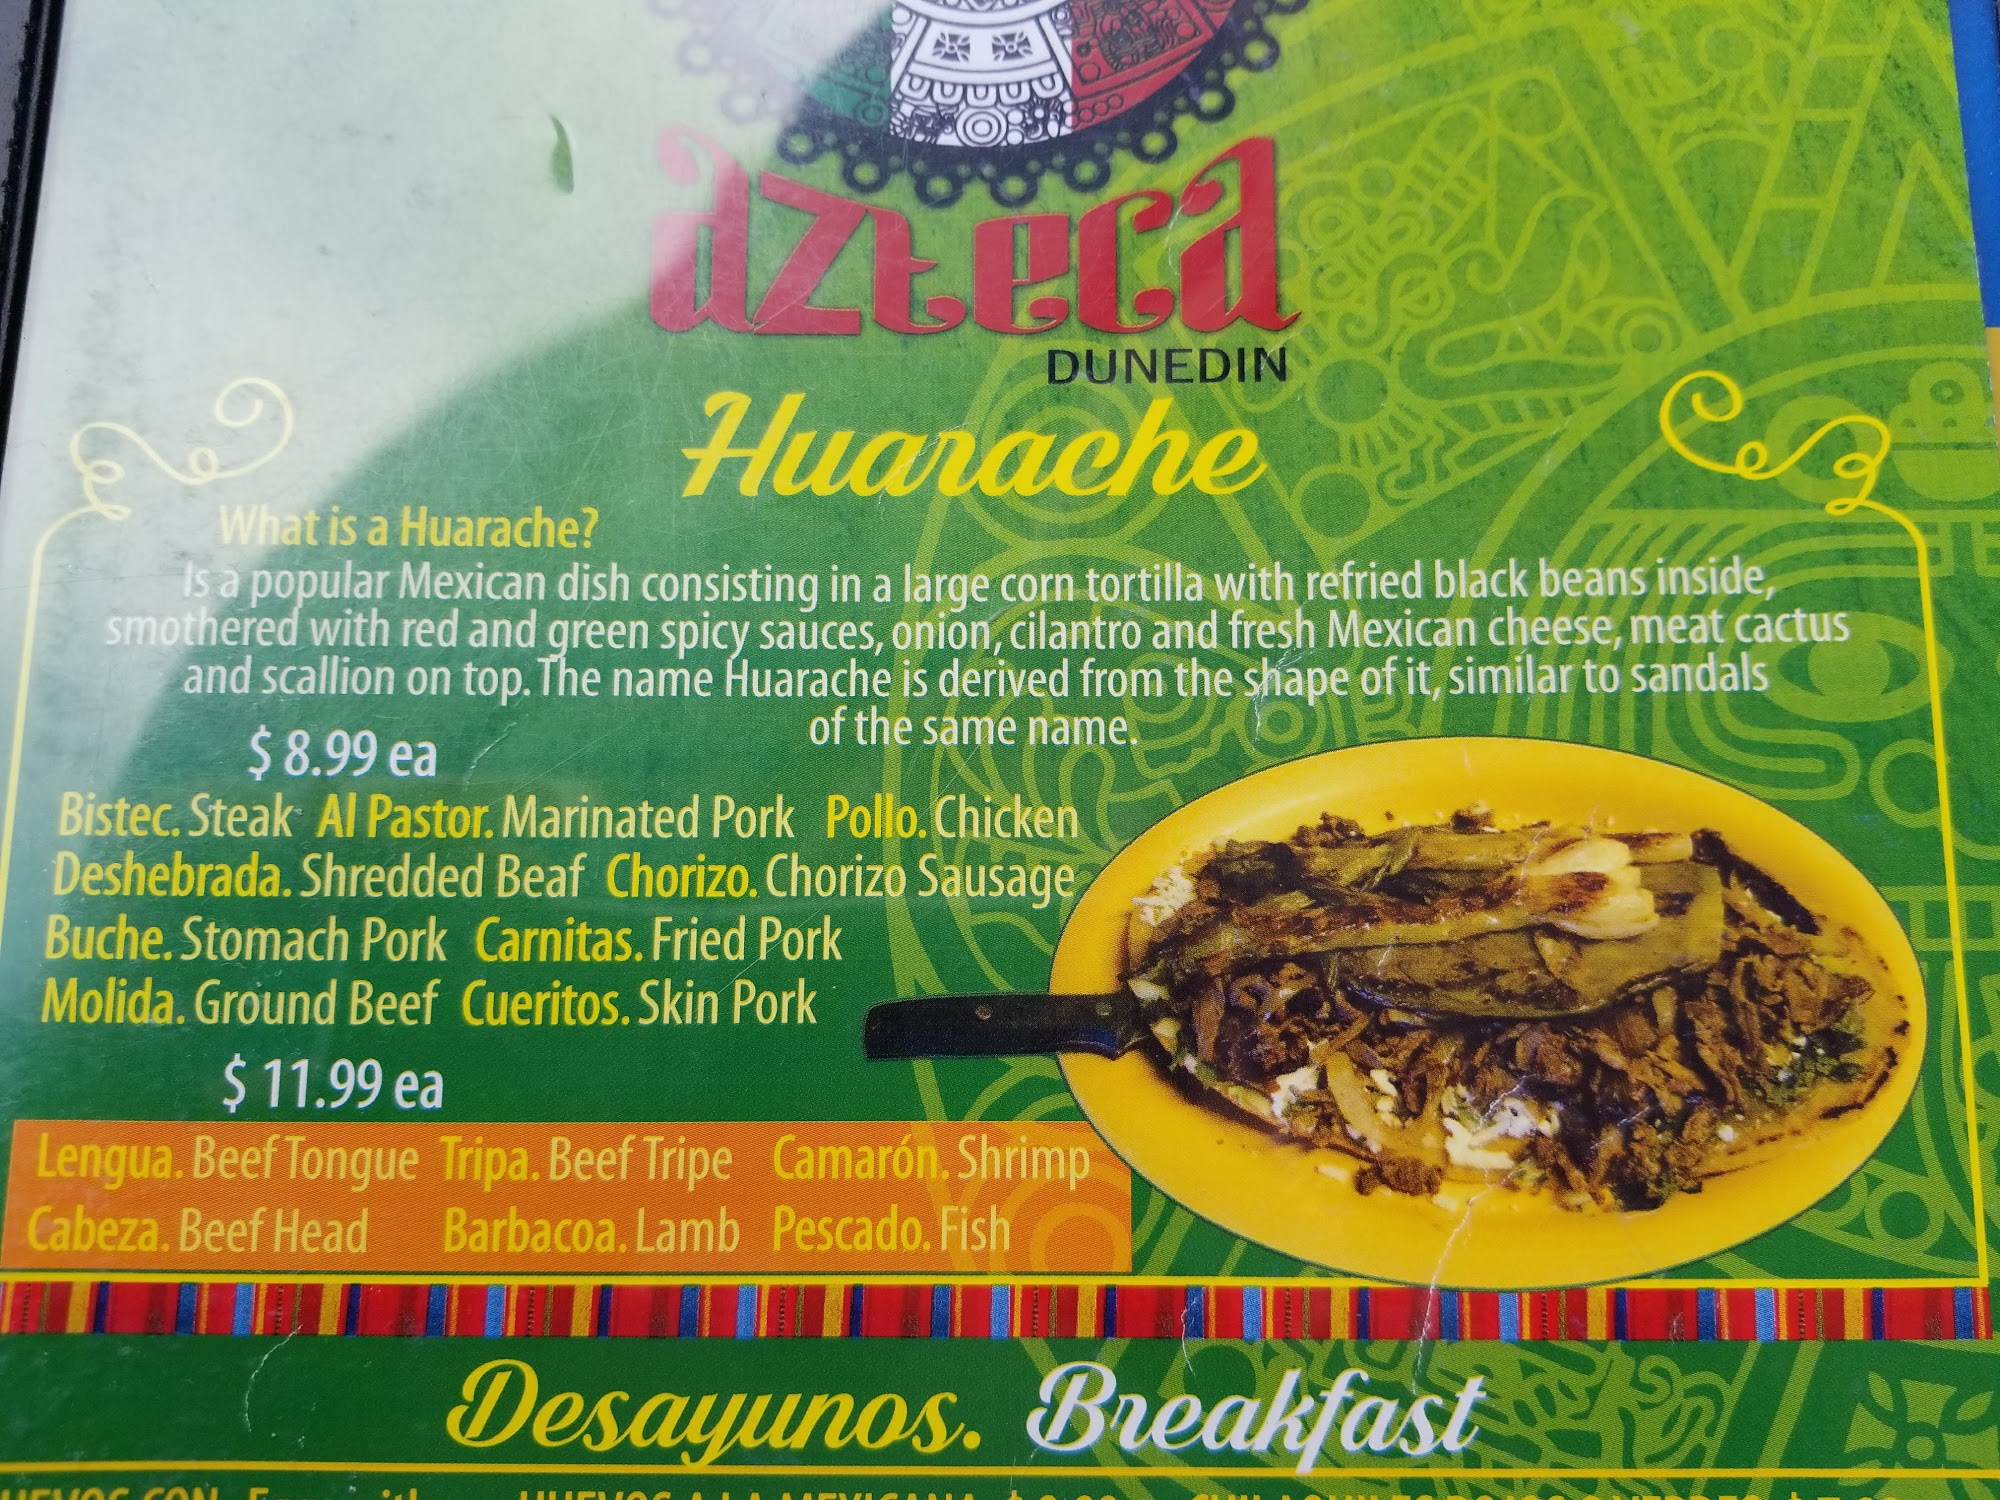 azteca
DUNEDIN
Huarache
What is a Huarache?
Is a popular Mexican dish consisting in a large corn tortilla with refried black beans inside,
smothered with red and green spicy sauces, onion, cilantro and fresh Mexican cheese, meat cactus
and scallion on top. The name Huarache is derived from the shape of it, similar to sandals
of the same name.
$ 8.99 ea
Bistec. Steak Al Pastor. Marinated Pork Pollo. Chicken
Deshebrada. Shredded Beaf Chorizo. Chorizo Sausage
Buche. Stomach Pork Carnitas. Fried Pork
Molida. Ground Beef Cueritos. Skin Pork
$ 11.99 ea
Lengua. Beef Tongue Tripa. Beef Tripe Camarón. Shrimp
Cabeza. Beef Head Barbacoa. Lamb Pescado. Fish
Desayunos. Breakfast
HUEVOS A LA MEXICANA